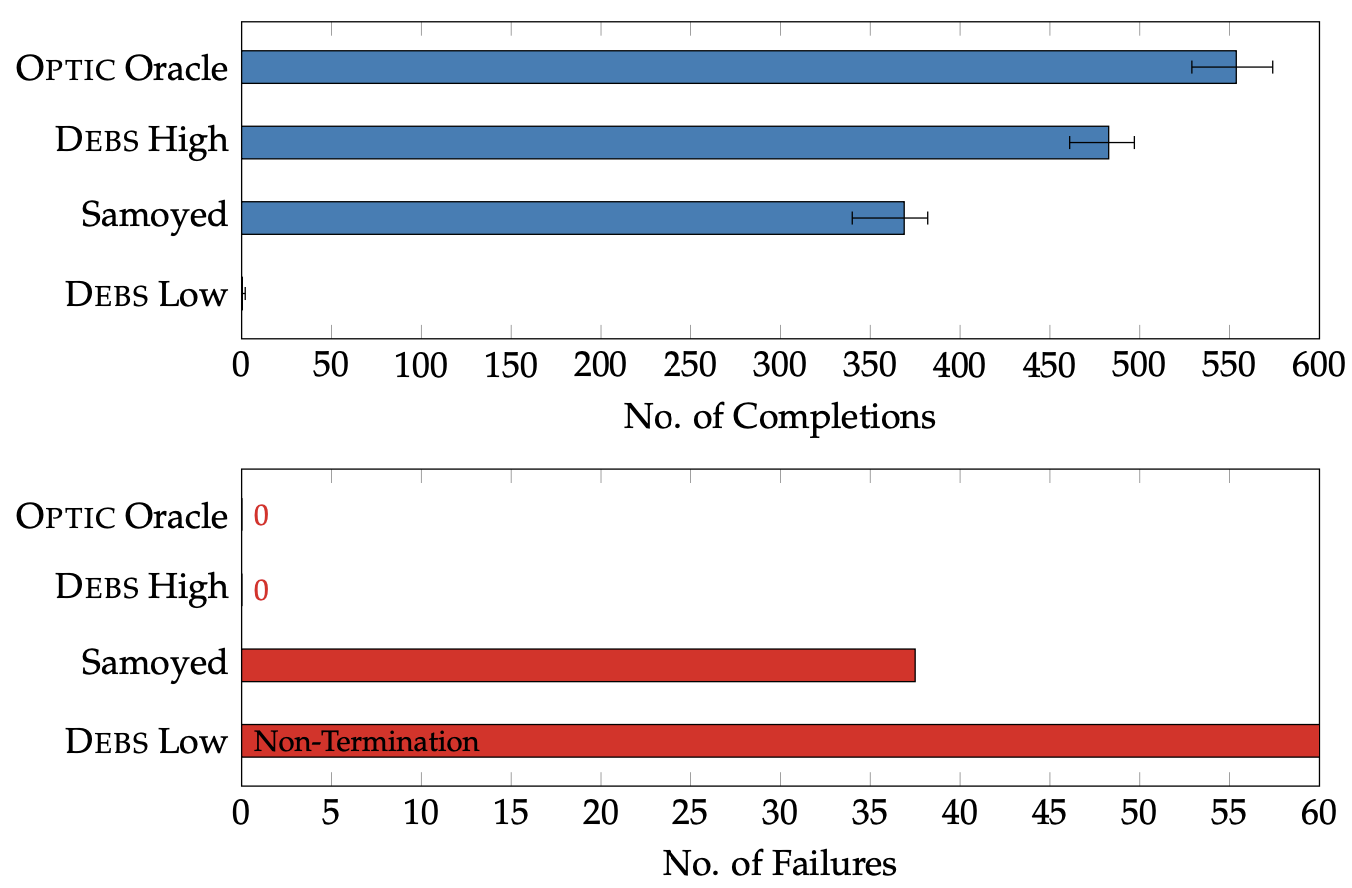 OPTIC Oracle
DEBS High
Samoyed
DEBS Low
0 50 100 150 200 250 300 350 400 450 500 550 600
No. of Completions
OPTIC Oracle 0
DEBS High 0
Samoyed
DEBS Low Non-Termination
0 5 10 15 20 25 30 35 40 45 50 55 60
No. of Failures